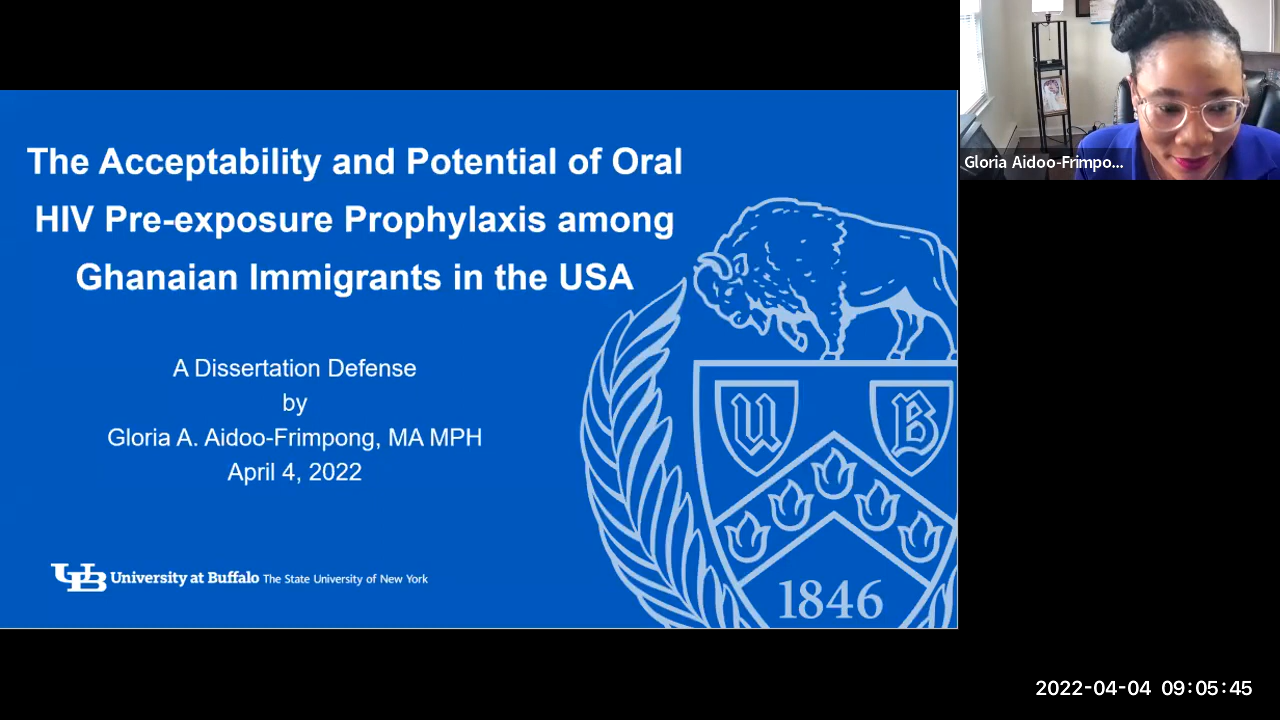 The Acceptability and Potential of Oral
HIV Pre-exposure Prophylaxis among
Ghanaian Immigrants in the USA
A Dissertation Defense
by
Gloria A. Aidoo-Frimpong, MA MPH
April 4, 2022
UB University at Buffalo The State University of New York
U B
1846
Gloria Aidoo-Frimpo...
2022-04-04 09:05:45